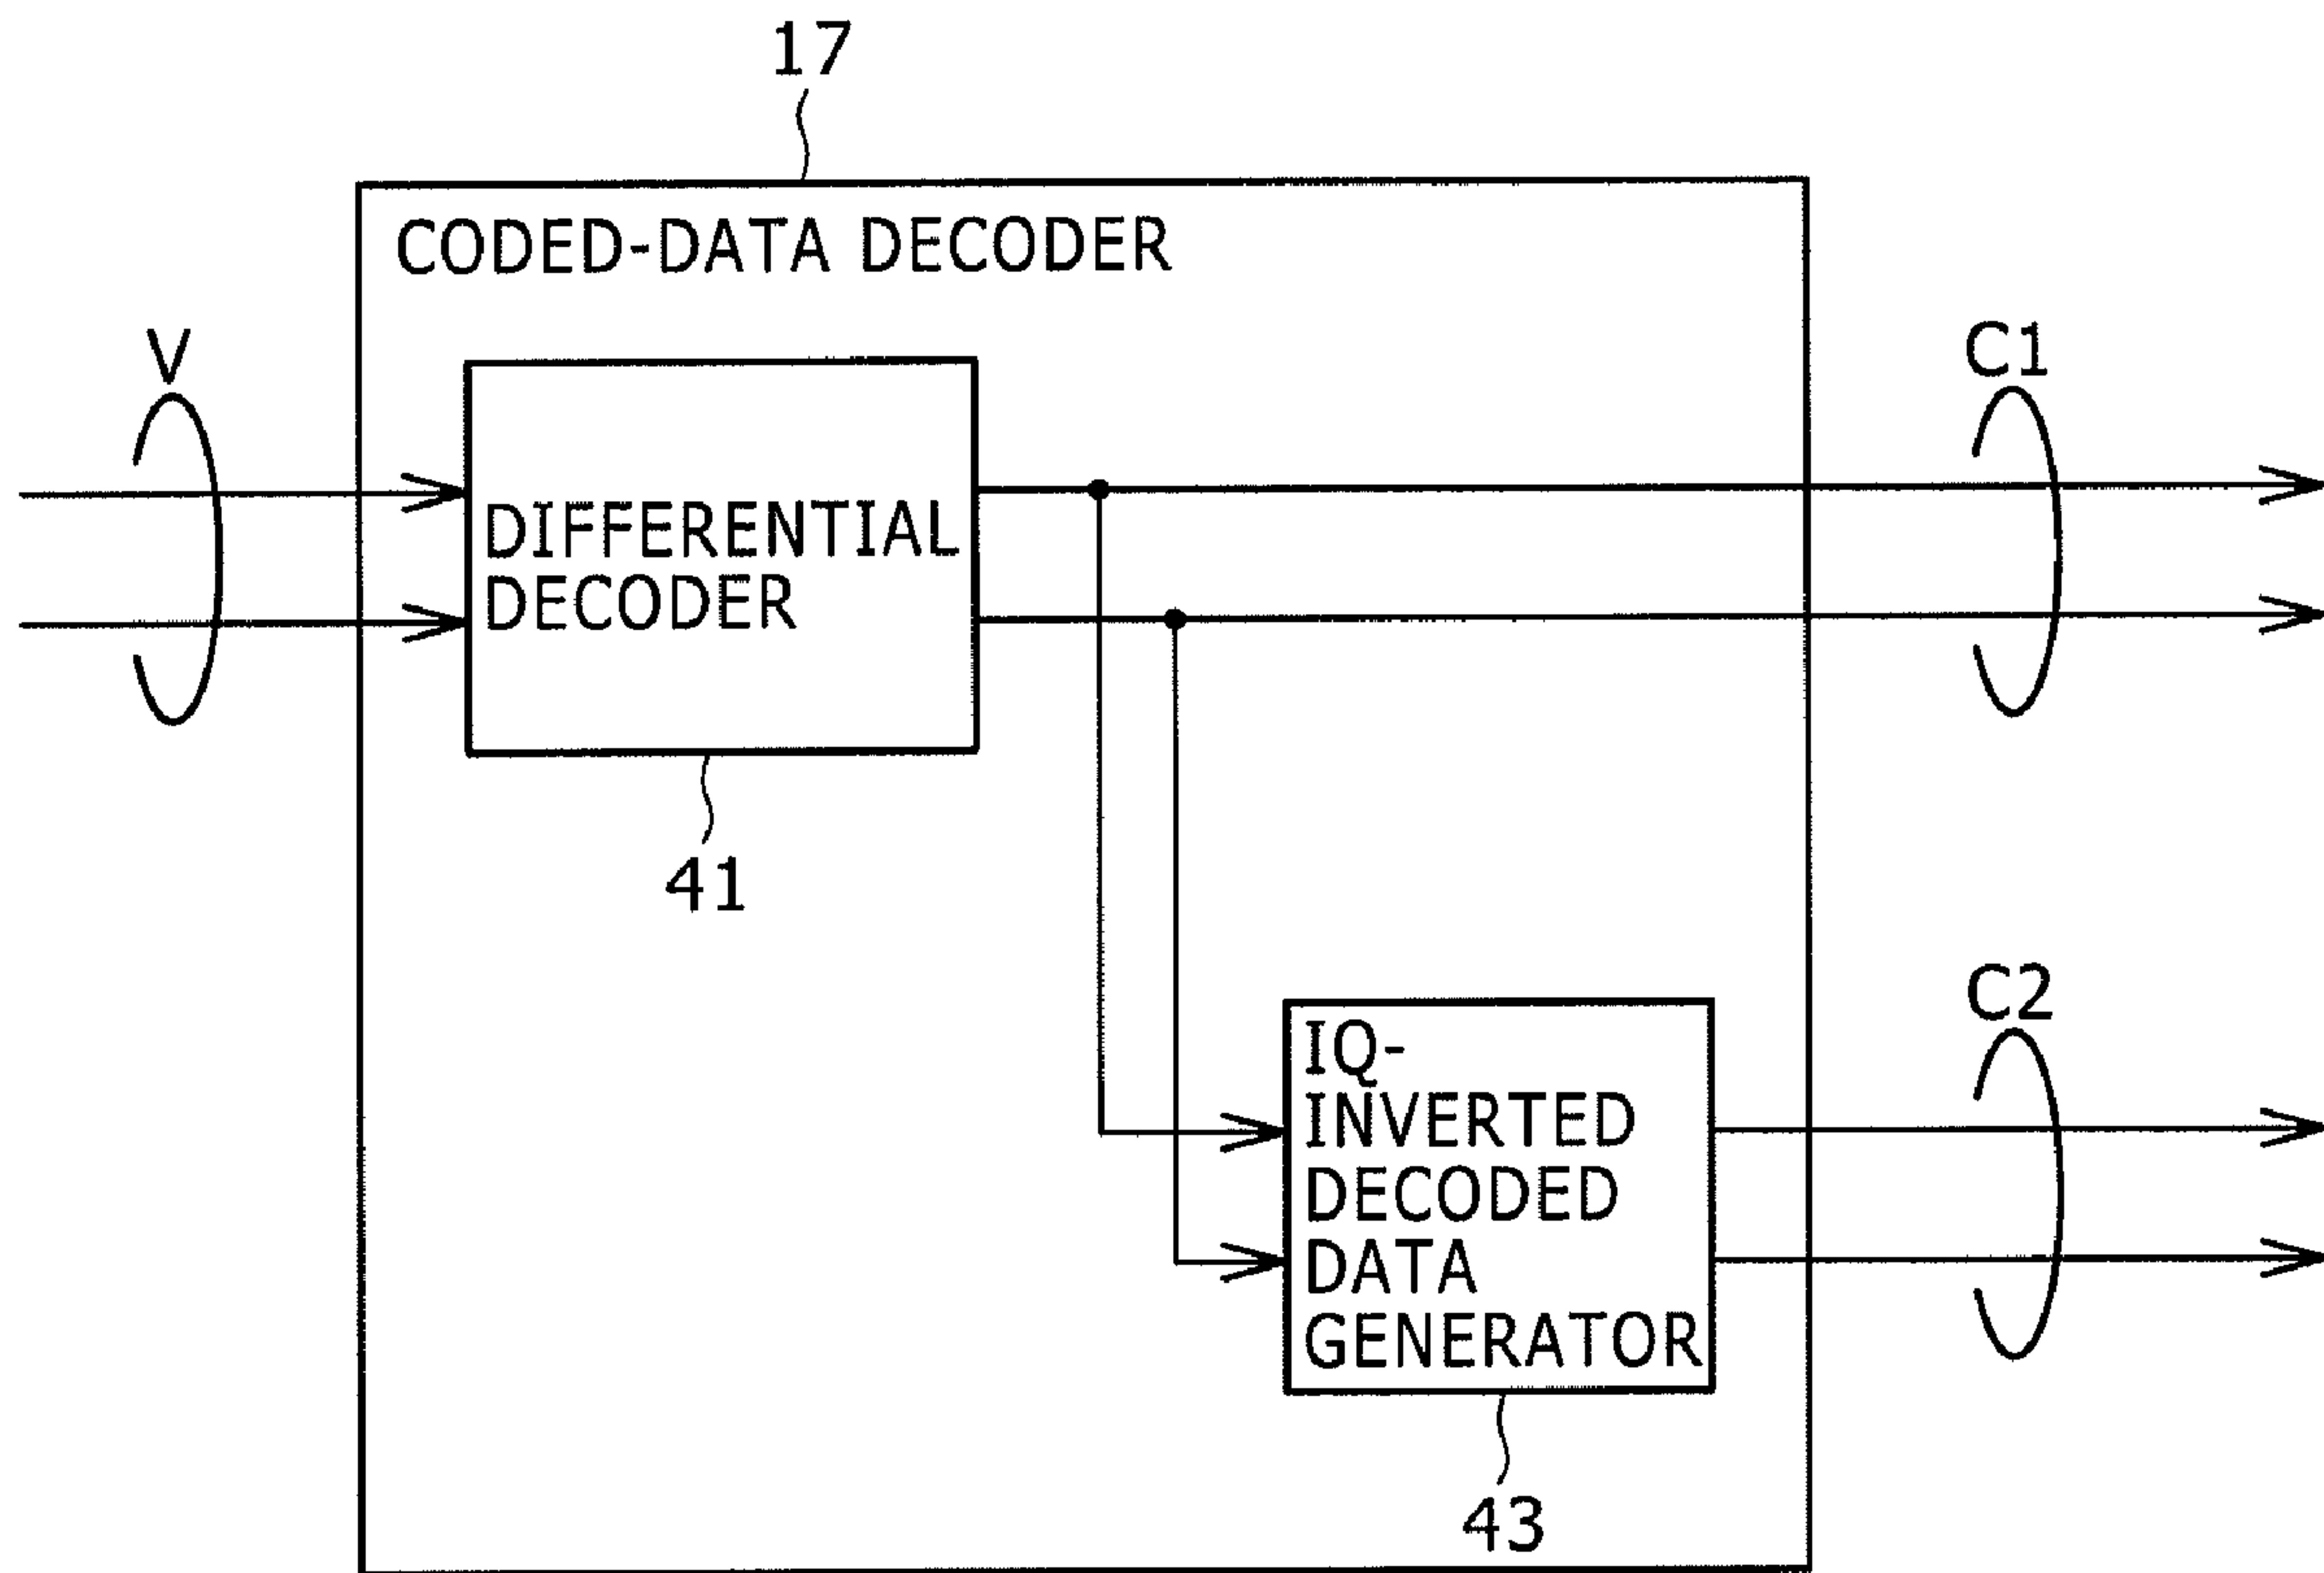 17
CODED-DATA DECODER
V
C1
DIFFERENTIAL
DECODER
41
C2
IQ-
INVERTED
DECODED
DATA
GENERATOR
43